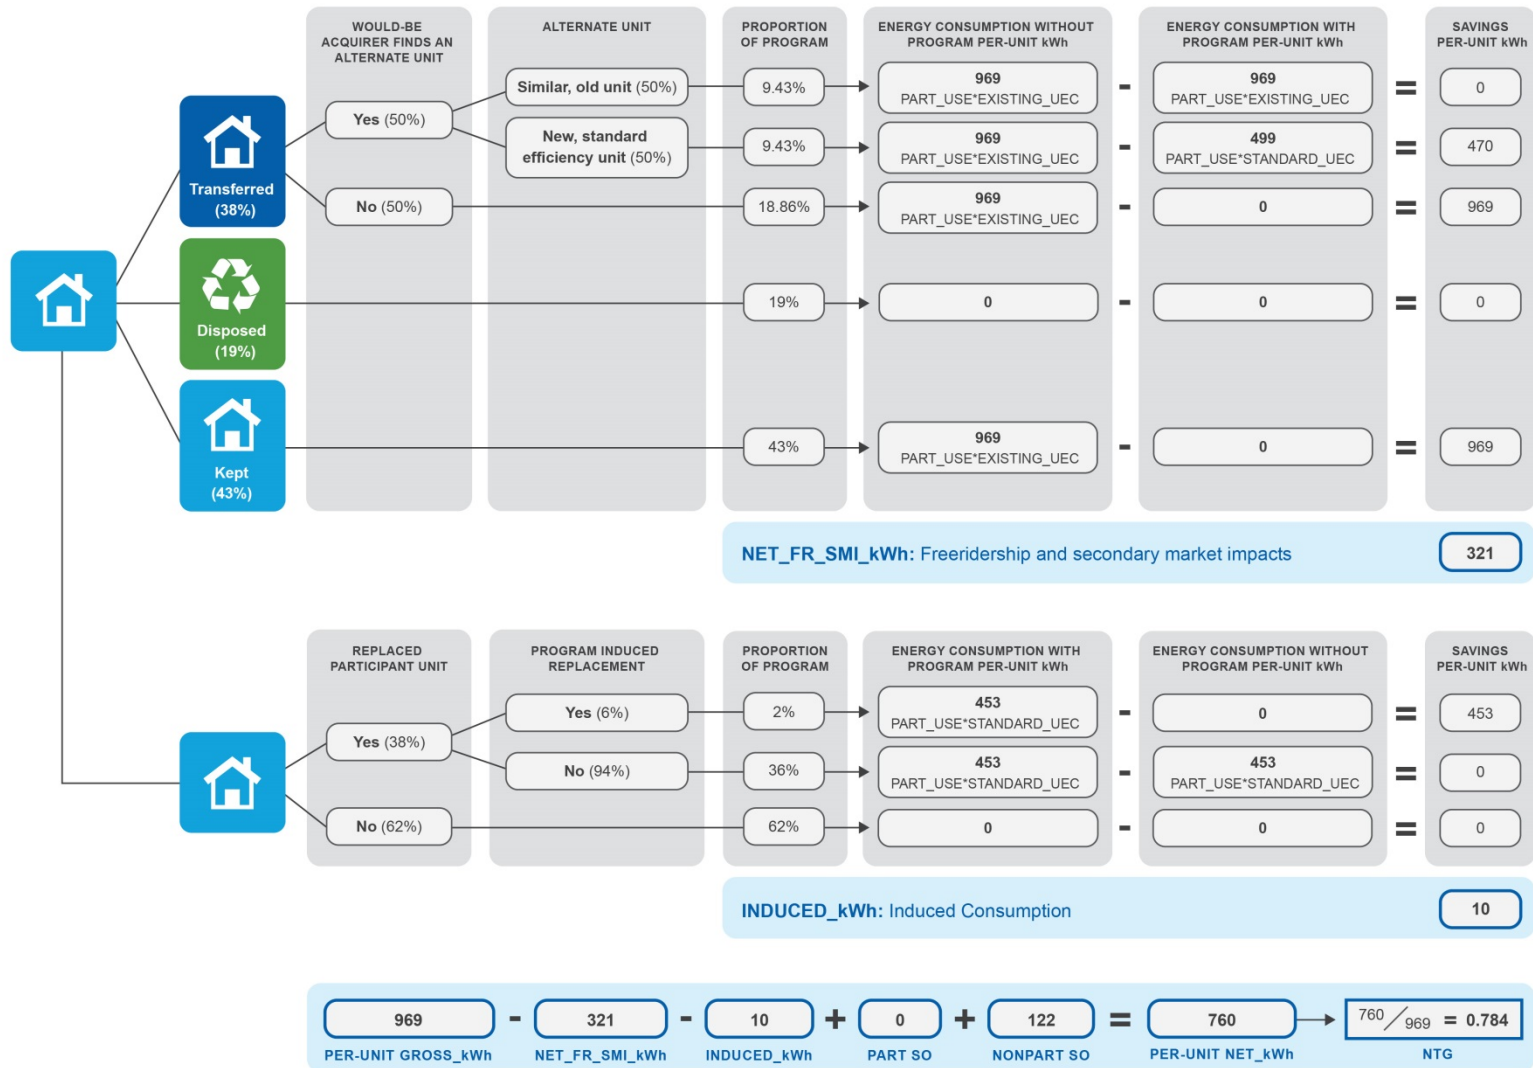 WOULD-BE
ACQUIRER FINDS AN
ALTERNATE UNIT
ALTERNATE UNIT
PROPORTION
OF PROGRAM
ENERGY CONSUMPTION WITHOUT
PROGRAM PER-UNIT kWh
ENERGY CONSUMPTION WITH
PROGRAM PER-UNIT kWh
SAVINGS
PER-UNIT kWh
Transferred
(38%)
Yes (50%)
Similar, old unit (50%)
9.43%
969
PART_USE*EXISTING_UEC
-
969
PART_USE*EXISTING_UEC
=
0
New, standard
efficiency unit (50%)
9.43%
969
PART_USE*EXISTING_UEC
-
499
PART_USE*STANDARD_UEC
=
470
No (50%)
18.86%
969
PART_USE*EXISTING_UEC
-
0
=
969
Disposed
(19%)
19%
0
-
0
=
0
Kept
(43%)
43%
969
PART_USE*EXISTING_UEC
-
0
=
969
NET_FR_SMI_kWh: Freeridership and secondary market impacts
321
REPLACED
PARTICIPANT UNIT
PROGRAM INDUCED
REPLACEMENT
PROPORTION
OF PROGRAM
ENERGY CONSUMPTION WITH
PROGRAM PER-UNIT kWh
ENERGY CONSUMPTION WITHOUT
PROGRAM PER-UNIT kWh
SAVINGS
PER-UNIT kWh
Yes (38%)
Yes (6%)
2%
453
PART_USE*STANDARD_UEC
-
0
=
453
No (94%)
36%
453
PART_USE*STANDARD_UEC
-
453
PART_USE*STANDARD_UEC
=
0
No (62%)
62%
0
-
0
=
0
INDUCED_kWh: Induced Consumption
10
969 - 321 - 10 + 0 + 122 = 760 760/969 = 0.784
PER-UNIT GROSS_kWh NET_FR_SMI_kWh INDUCED_kWh PART SO NONPART SO PER-UNIT NET_kWh NTG